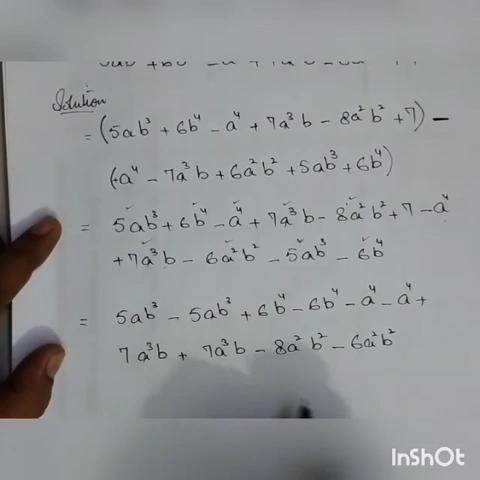 Solution
= (5ab³ + 6b⁴ - a⁴ + 7a³b - 8a²b² + 7) -
(a⁴ - 7a³b + 6a²b² + 5ab³ + 6b⁴)
= 5ab³ + 6b⁴ - a⁴ + 7a³b - 8a²b² + 7 - a⁴
+ 7a³b - 6a²b² - 5ab³ - 6b⁴
= 5ab³ - 5ab³ + 6b⁴ - 6b⁴ - a⁴ - a⁴ +
7a³b + 7a³b - 8a²b² - 6a²b²
InShOt